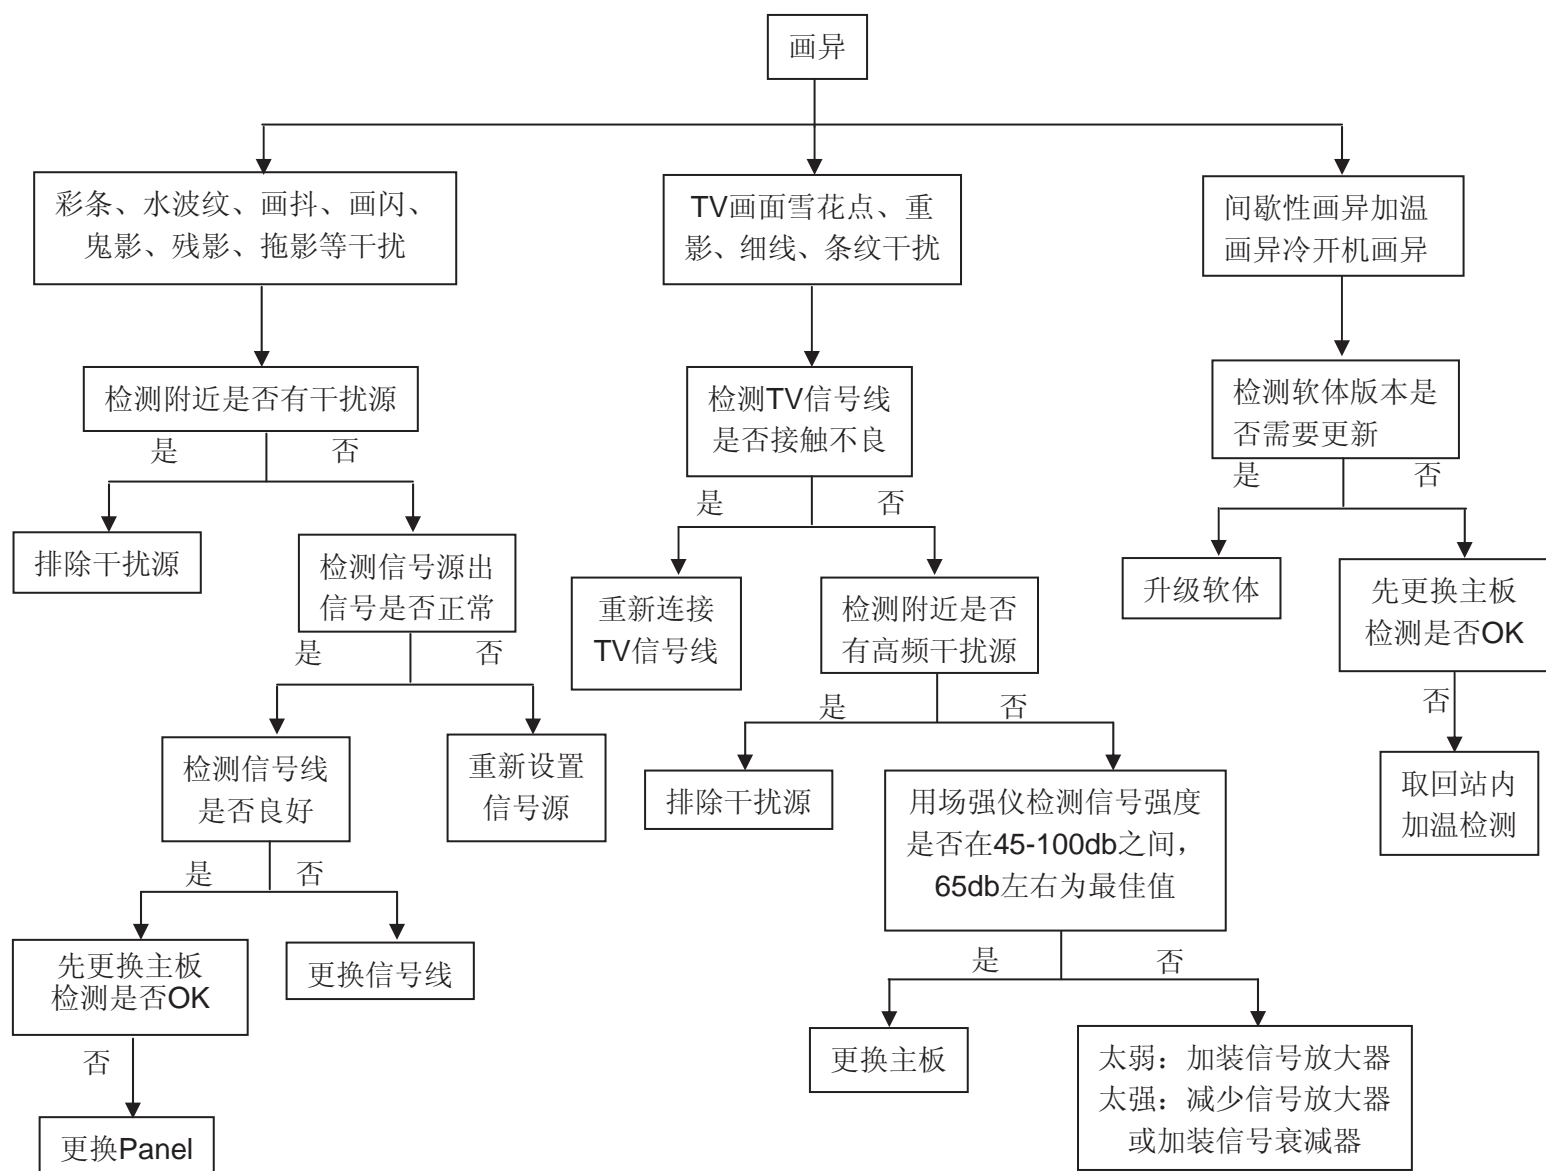 画异
彩条、水波纹、画抖、画闪、
鬼影、残影、拖影等干扰
TV画面雪花点、重
影、细线、条纹干扰
间歇性画异加温
画异冷开机画异
检测附近是否有干扰源
检测TV信号线
是否接触不良
检测软体版本是
否需要更新
是
否
是
否
是
否
排除干扰源
检测信号源出
信号是否正常
重新连接
TV信号线
检测附近是否
有高频干扰源
升级软体
先更换主板
检测是否OK
是
否
是
否
否
检测信号线
是否良好
重新设置
信号源
排除干扰源
用场强仪检测信号强度
是否在45-100db之间，
65db左右为最佳值
取回站内
加温检测
是
否
先更换主板
检测是否OK
更换信号线
是
否
否
更换主板
太弱：加装信号放大器
太强：减少信号放大器
或加装信号衰减器
更换Panel